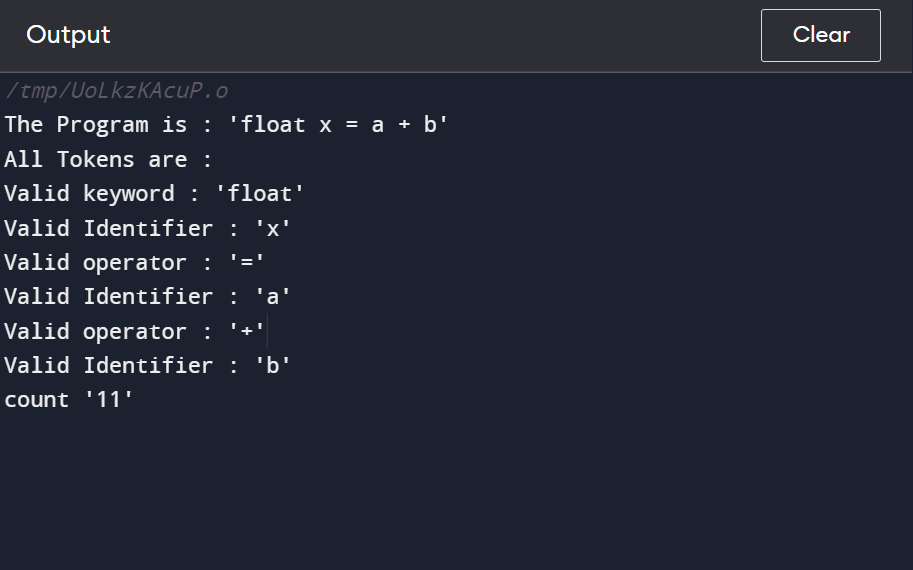 Output
Clear
/tmp/UoLkzKAcuP.o
The Program is : 'float x = a + b'
All Tokens are :
Valid keyword : 'float'
Valid Identifier : 'x'
Valid operator : '='
Valid Identifier : 'a'
Valid operator : '+'
Valid Identifier : 'b'
count '11'